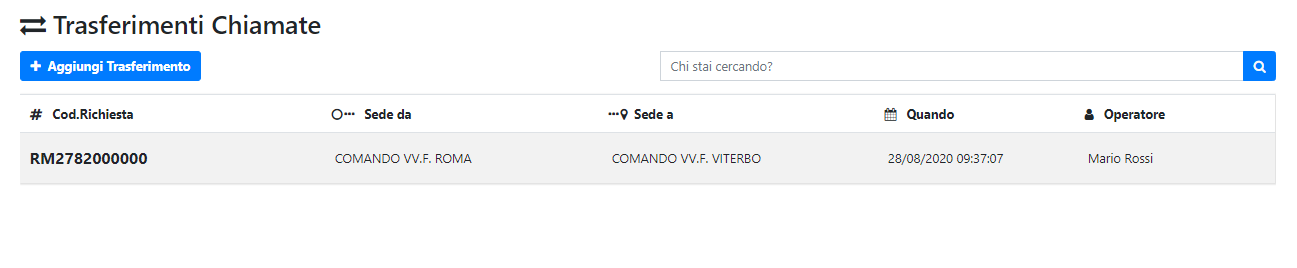 Trasferimenti Chiamate
+ Aggiungi Trasferimento
Chi stai cercando?
# Cod.Richiesta Sede da Sede a Quando Operatore
RM2782000000 COMANDO VV.F. ROMA COMANDO VV.F. VITERBO 28/08/2020 09:37:07 Mario Rossi